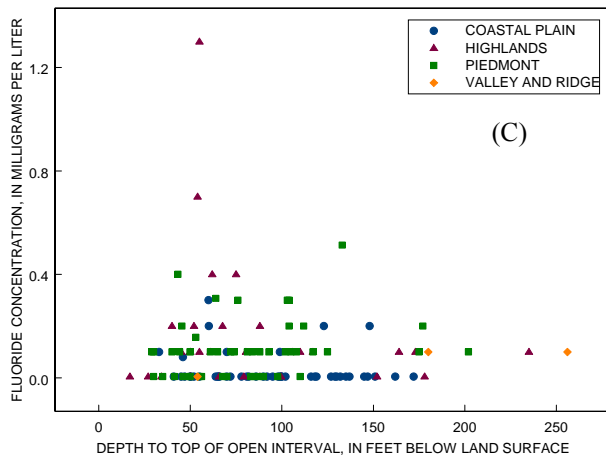 COASTAL PLAIN
HIGHLANDS
PIEDMONT
VALLEY AND RIDGE
(C)
FLUORIDE CONCENTRATION, IN MILLIGRAMS PER LITER
1.2
0.8
0.4
0.0
0 50 100 150 200 250
DEPTH TO TOP OF OPEN INTERVAL, IN FEET BELOW LAND SURFACE